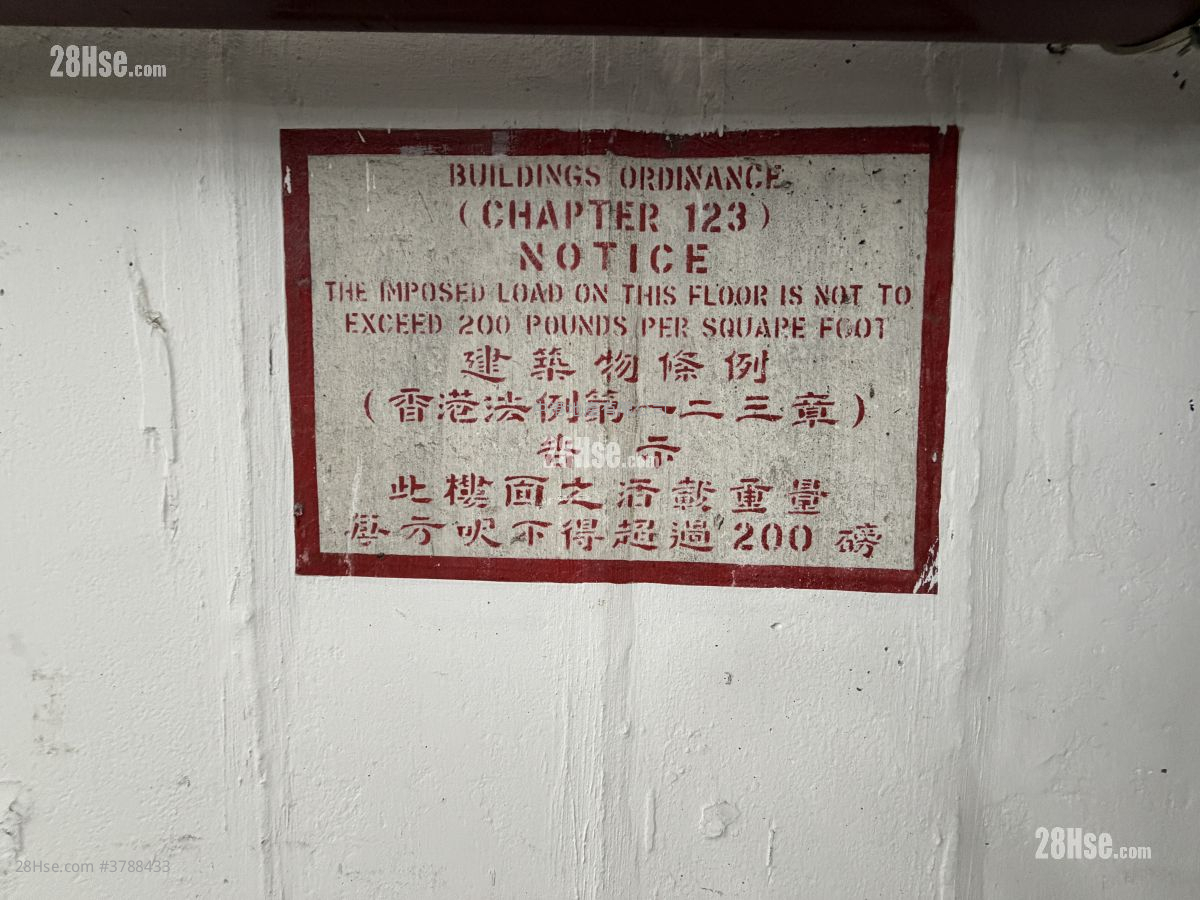 28Hse.com
BUILDINGS ORDINANCE
(CHAPTER 123)
NOTICE
THE IMPOSED LOAD ON THIS FLOOR IS NOT TO
EXCEED 200 POUNDS PER SQUARE FOOT
建築物條例
(香港法例第一二三章)
示
28Hse.com
此樓面之活載重量
每方呎不得超過200磅
28Hse.com
28Hse.com #3788433